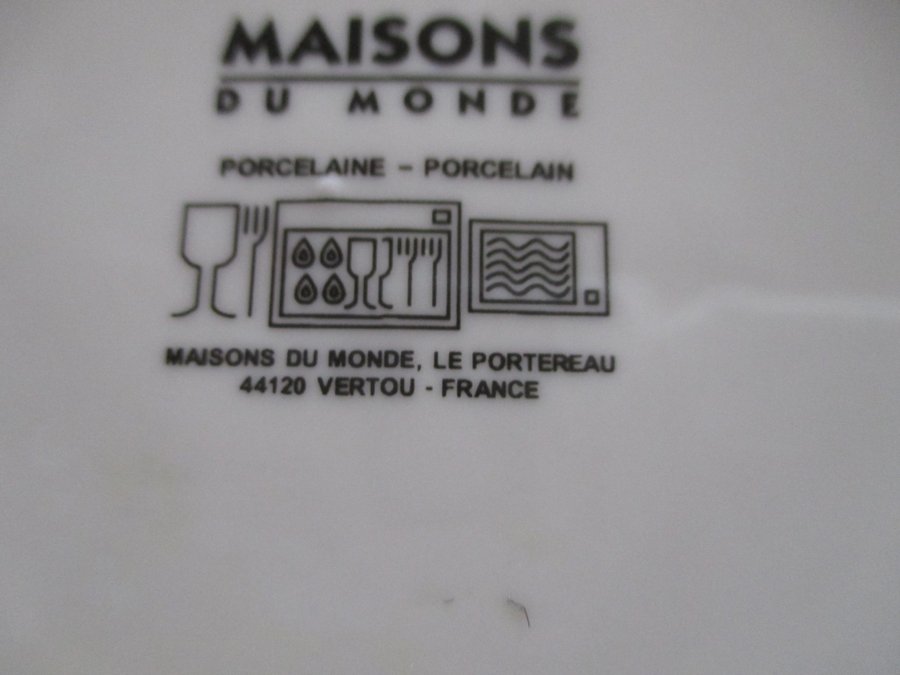 MAISONS
DU MONDE
PORCELAINE – PORCELAIN
MAISONS DU MONDE, LE PORTEREAU
44120 VERTOU - FRANCE